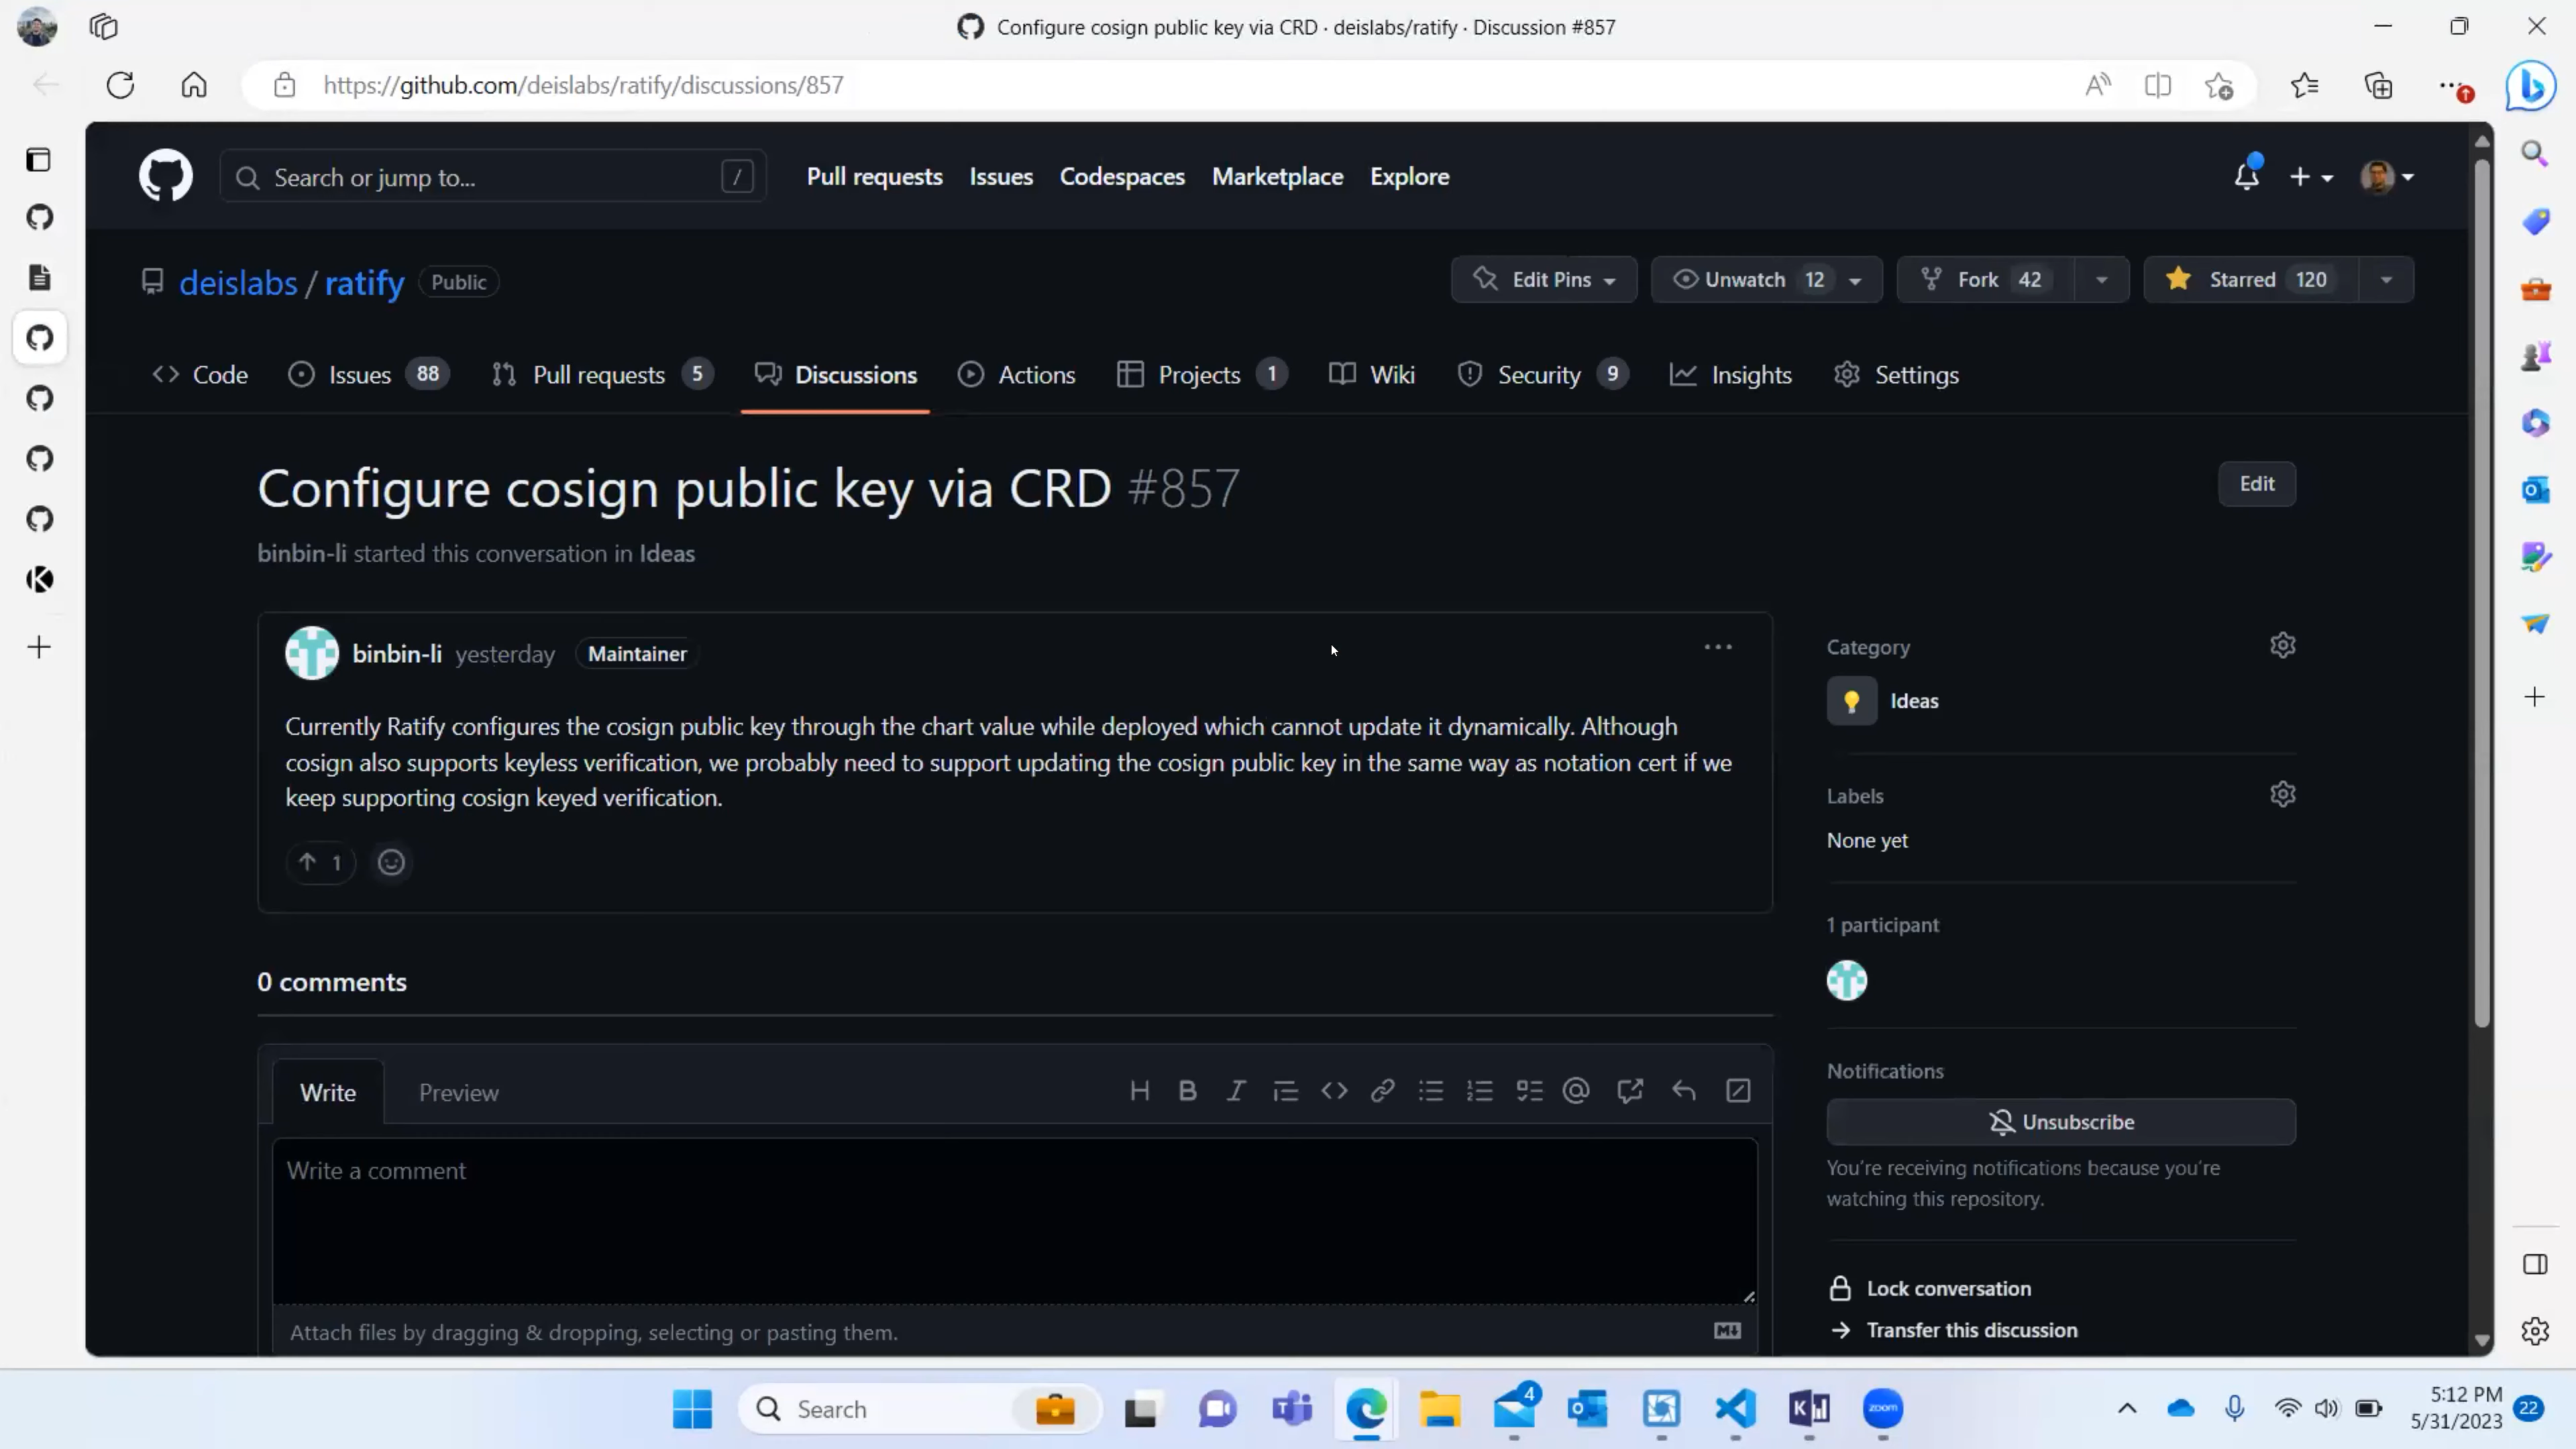 Configure cosign public key via CRD · deislabs/ratify · Discussion #857
https://github.com/deislabs/ratify/discussions/857
Search or jump to... /
Pull requests Issues Codespaces Marketplace Explore
deislabs / ratify Public
Edit Pins Unwatch 12 Fork 42 Starred 120
Code Issues 88 Pull requests 5 Discussions Actions Projects 1 Wiki Security 9 Insights Settings
Configure cosign public key via CRD #857
Edit
binbin-li started this conversation in Ideas
binbin-li yesterday Maintainer
Currently Ratify configures the cosign public key through the chart value while deployed which cannot update it dynamically. Although
cosign also supports keyless verification, we probably need to support updating the cosign public key in the same way as notation cert if we
keep supporting cosign keyed verification.
1
0 comments
Write Preview
Write a comment
Attach files by dragging & dropping, selecting or pasting them.
Category
Ideas
Labels
None yet
1 participant
Notifications
Unsubscribe
You're receiving notifications because you're
watching this repository.
Lock conversation
Transfer this discussion
Search
4
zoom
5:12 PM
5/31/2023
22